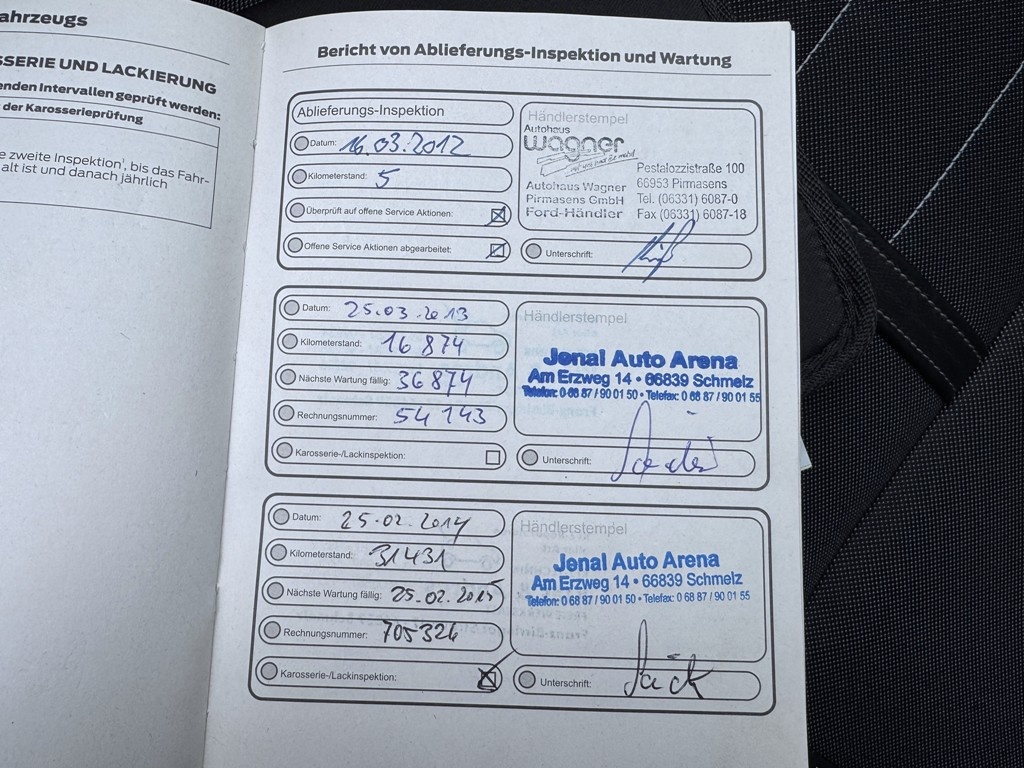 ahrzeugs
SSERIE UND LACKIERUNG
enden Intervallen geprüft werden:
der Karosserieprüfung
e zweite Inspektion¹, bis das Fahr-
alt ist und danach jährlich
Bericht von Ablieferungs-Inspektion und Wartung
Ablieferungs-Inspektion
Datum: 16.03.2012
Kilometerstand: 5
Überprüft auf offene Service Aktionen:
Offene Service Aktionen abgearbeitet:
Händlerstempel
Autohaus
wagner
Autohaus Wagner
Pirmasens GmbH
Ford-Händler
Pestalozzistraße 100
66953 Pirmasens
Tel. (06331) 6087-0
Fax (06331) 6087-18
Unterschrift:
Datum: 25.03.2013
Kilometerstand: 16 874
Nächste Wartung fällig: 36 874
Rechnungsnummer: 54 143
Karosserie-/Lackinspektion:
Händlerstempel
Jenal Auto Arena
Am Erzweg 14 • 66839 Schmelz
Telefon: 0 68 87 / 90 01 50 • Telefax: 0 68 87 / 90 01 55
Unterschrift:
Datum: 25.02.2014
Kilometerstand: 31431
Nächste Wartung fällig: 25.02.2015
Rechnungsnummer: 705326
Karosserie-/Lackinspektion:
Händlerstempel
Jenal Auto Arena
Am Erzweg 14 • 66839 Schmelz
Telefon: 0 68 87 / 90 01 50 • Telefax: 0 68 87 / 90 01 55
Unterschrift: